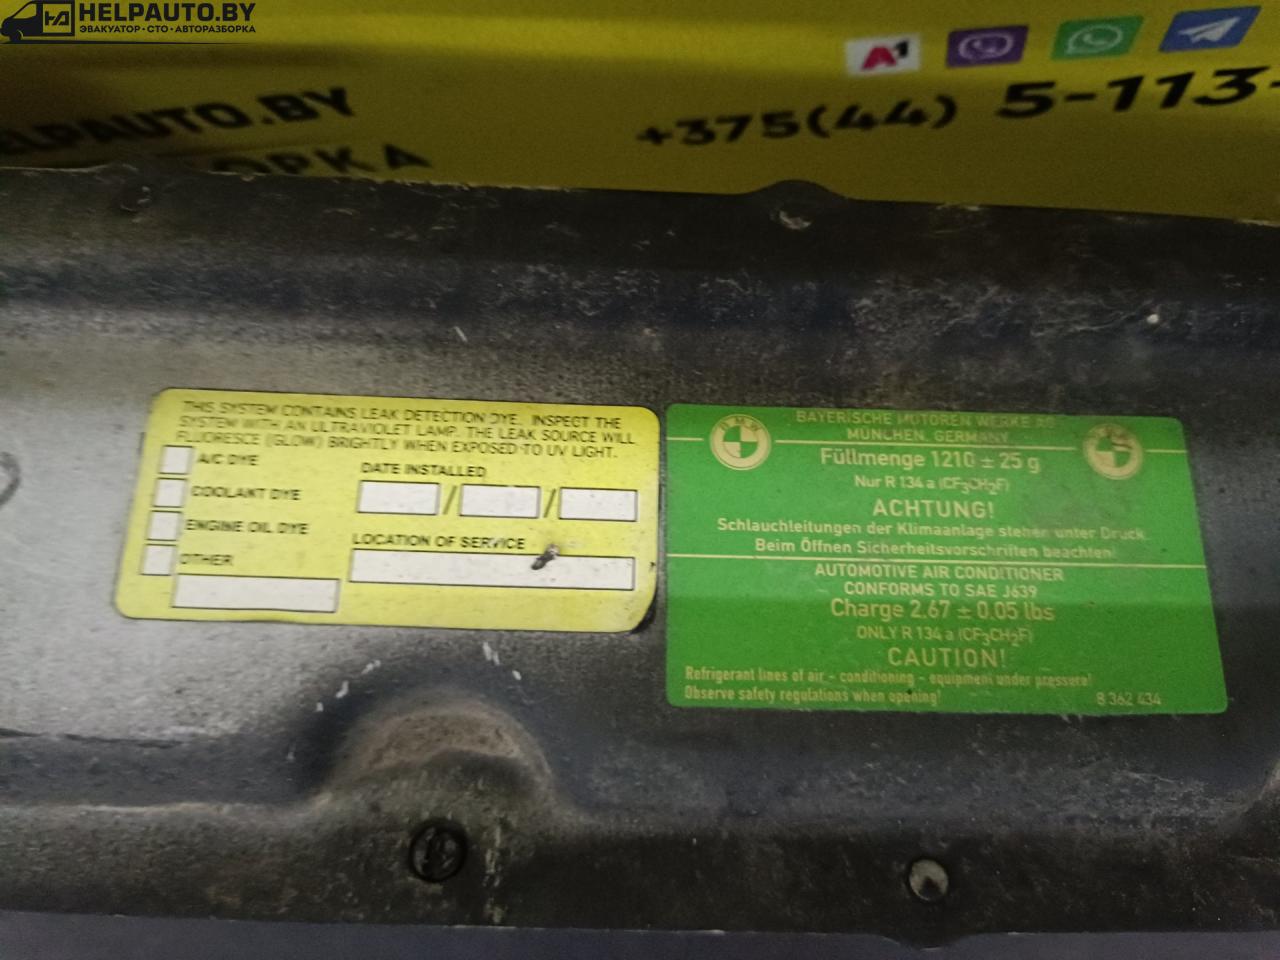 HELPAUTO.BY
ЭВАКУАТОР • СТО • АВТОРАЗБОРКА
A1
+375(44) 5-113-
HELPAUTO.BY
ОРКА
THIS SYSTEM CONTAINS LEAK DETECTION DYE. INSPECT THE
SYSTEM WITH AN ULTRAVIOLET LAMP. THE LEAK SOURCE WILL
FLUORESCE (GLOW) BRIGHTLY WHEN EXPOSED TO UV LIGHT.
A/C DYE
COOLANT DYE
ENGINE OIL DYE
OTHER
DATE INSTALLED
/ /
LOCATION OF SERVICE
BAYERISCHE MOTOREN WERKE AG
MÜNCHEN, GERMANY
Füllmenge 1210 ± 25 g
Nur R 134 a (CF3CH2F)
ACHTUNG!
Schlauchleitungen der Klimaanlage stehen unter Druck.
Beim Öffnen Sicherheitsvorschriften beachten!
AUTOMOTIVE AIR CONDITIONER
CONFORMS TO SAE J639
Charge 2.67 ± 0.05 lbs
ONLY R 134 a (CF3CH2F)
CAUTION!
Refrigerant lines of air - conditioning - equipment under pressera!
Observe safety regulations when opening!
8 362 434